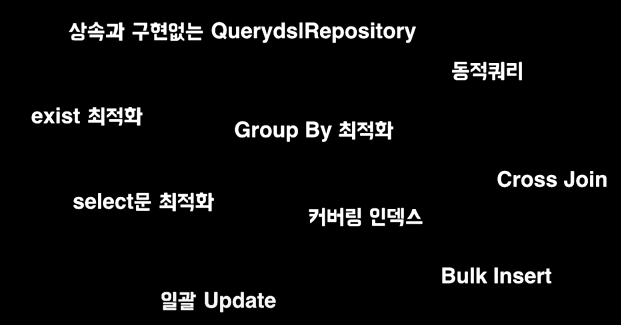 상속과 구현없는 QuerydslRepository
동적쿼리
exist 최적화
Group By 최적화
Cross Join
select문 최적화
커버링 인덱스
Bulk Insert
일괄 Update